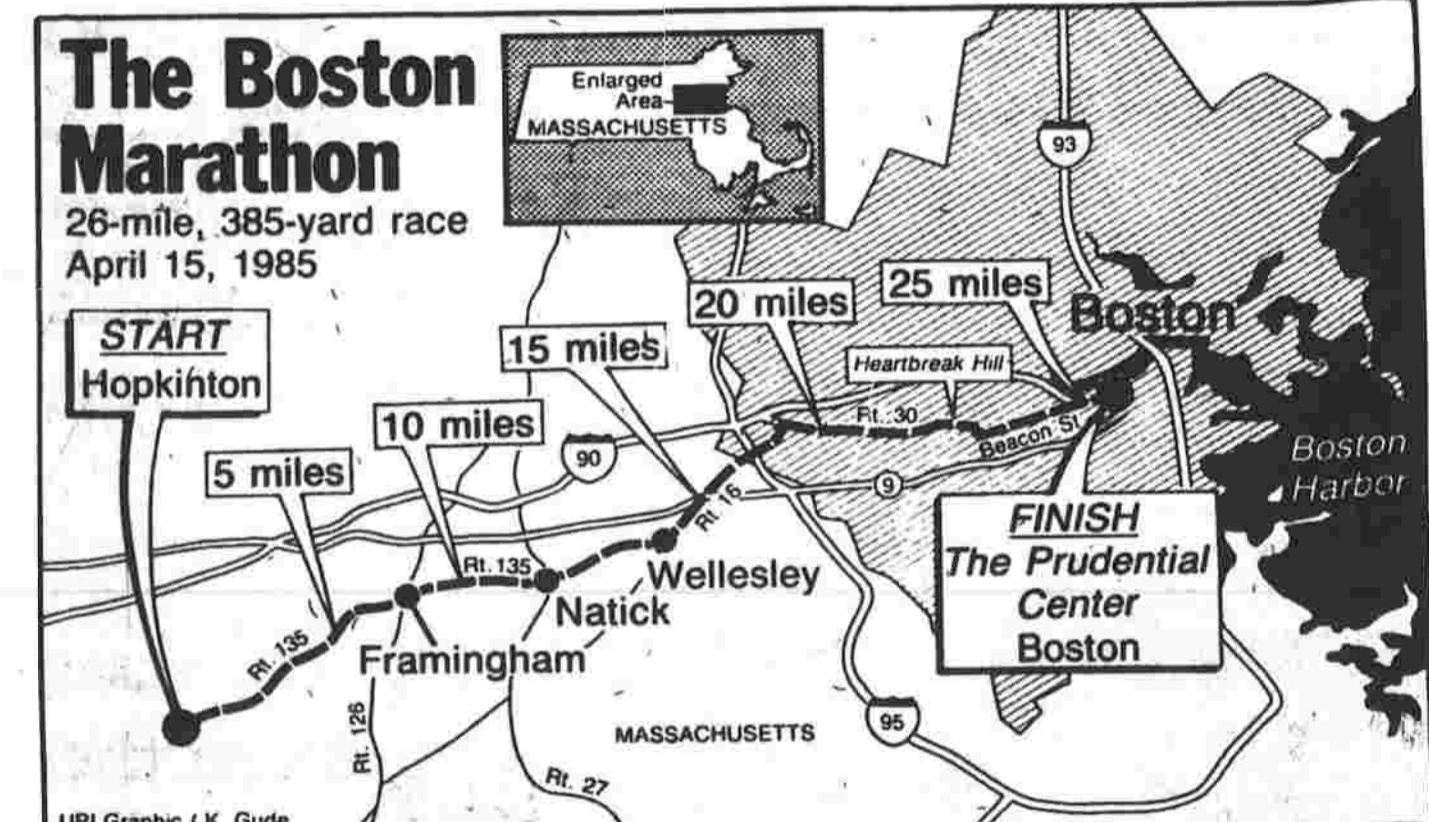 The Boston
Marathon
26-mile, 385-yard race
April 15, 1985
Enlarged
Area
MASSACHUSETTS
93
START
Hopkinton
5 miles
10 miles
15 miles
20 miles
25 miles
Boston
Heartbreak Hill
Rt. 30
Beacon St
90
9
Boston
Harbor
Rt 16
FINISH
The Prudential
Center
Boston
Rt. 135
Wellesley
Natick
Framingham
Rt. 135
Rt. 126
MASSACHUSETTS
95
Rt. 27
UPI Graphic / K. Gude